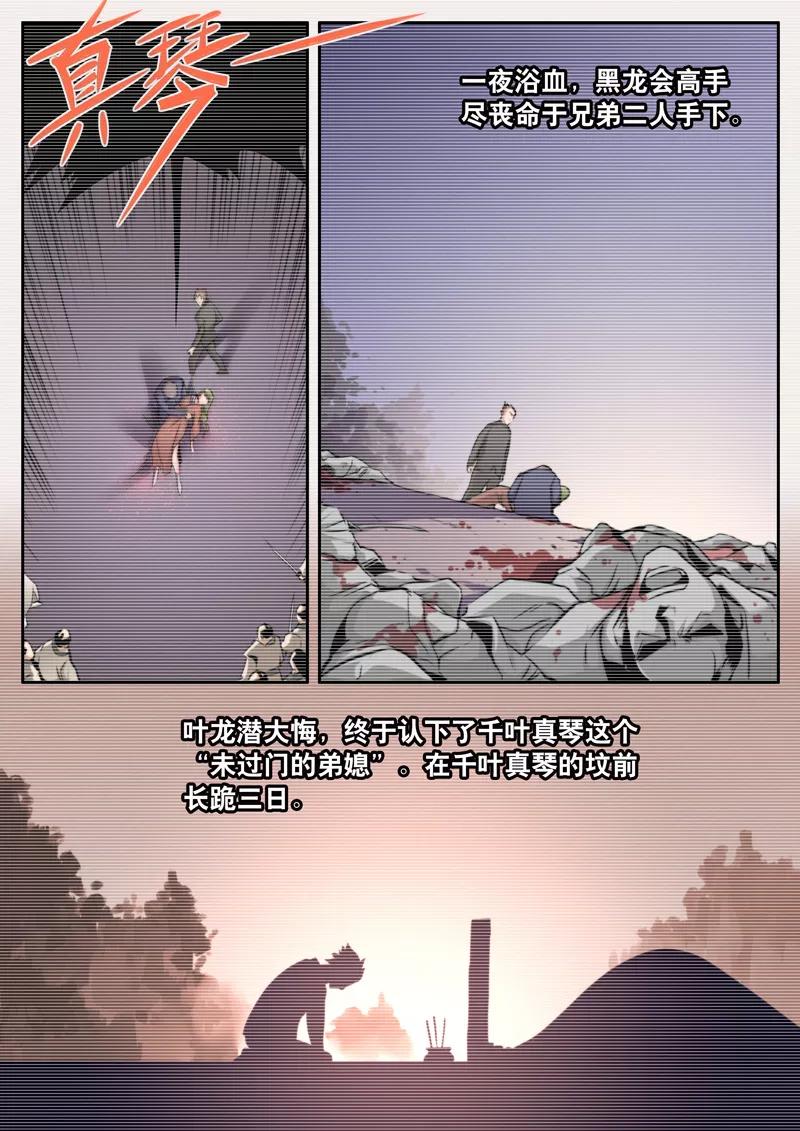 真琴——
一夜浴血，黑龙会高手
尽丧命于兄弟二人手下。
叶龙潜大悔，终于认下了千叶真琴这个
“未过门的弟媳”。在千叶真琴的坟前
长跪三日。